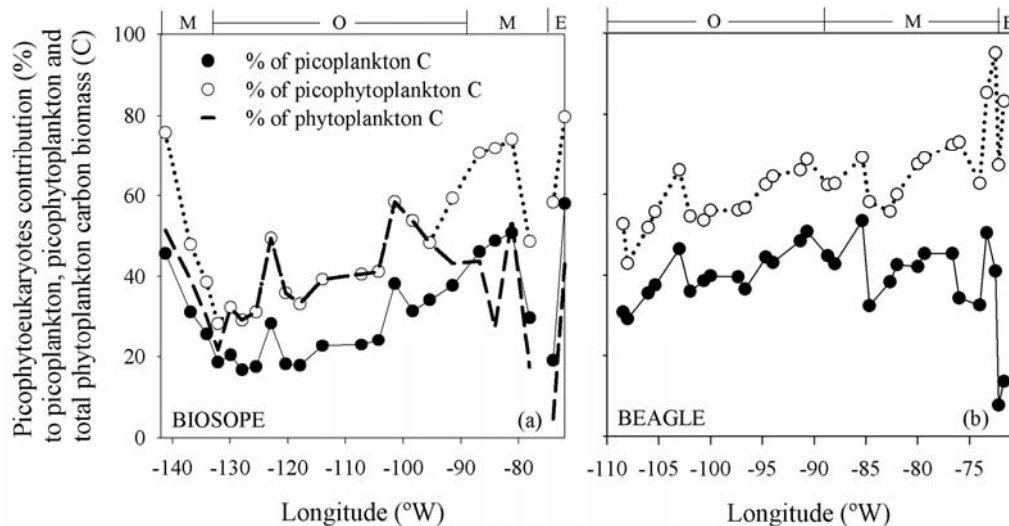 M O M E O M E
Picophytoeukaryotes contribution (%)
to picoplankton, picophytoplankton and
total phytoplankton carbon biomass (C)
100
80
60
40
20
0
% of picoplankton C
% of picophytoplankton C
% of phytoplankton C
BIOSOPE (a)
BEAGLE (b)
-140 -130 -120 -110 -100 -90 -80
-110 -105 -100 -95 -90 -85 -80 -75
Longitude (ºW) Longitude (ºW)